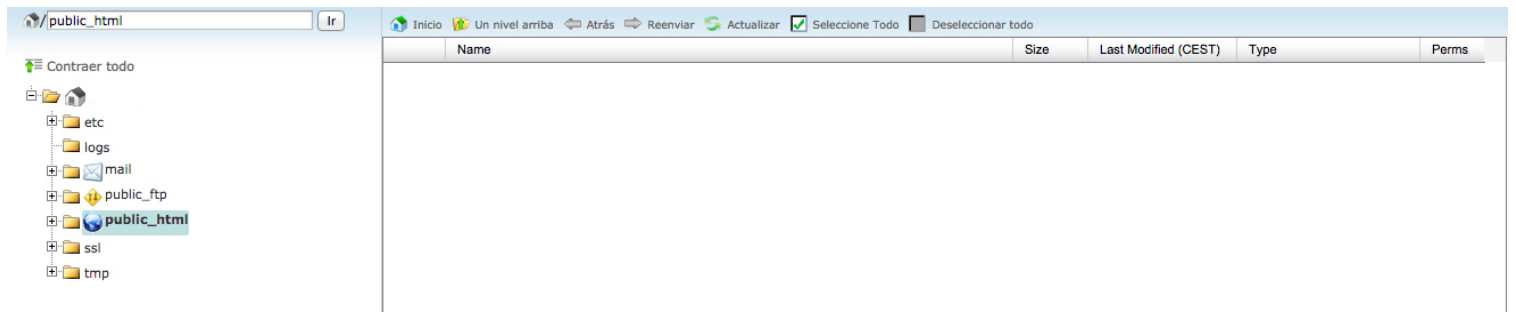 /public_html Ir
Inicio Un nivel arriba Atrás Reenviar Actualizar Seleccione Todo Deseleccionar todo
Name Size Last Modified (CEST) Type Perms
Contraer todo
etc
logs
mail
public_ftp
public_html
ssl
tmp